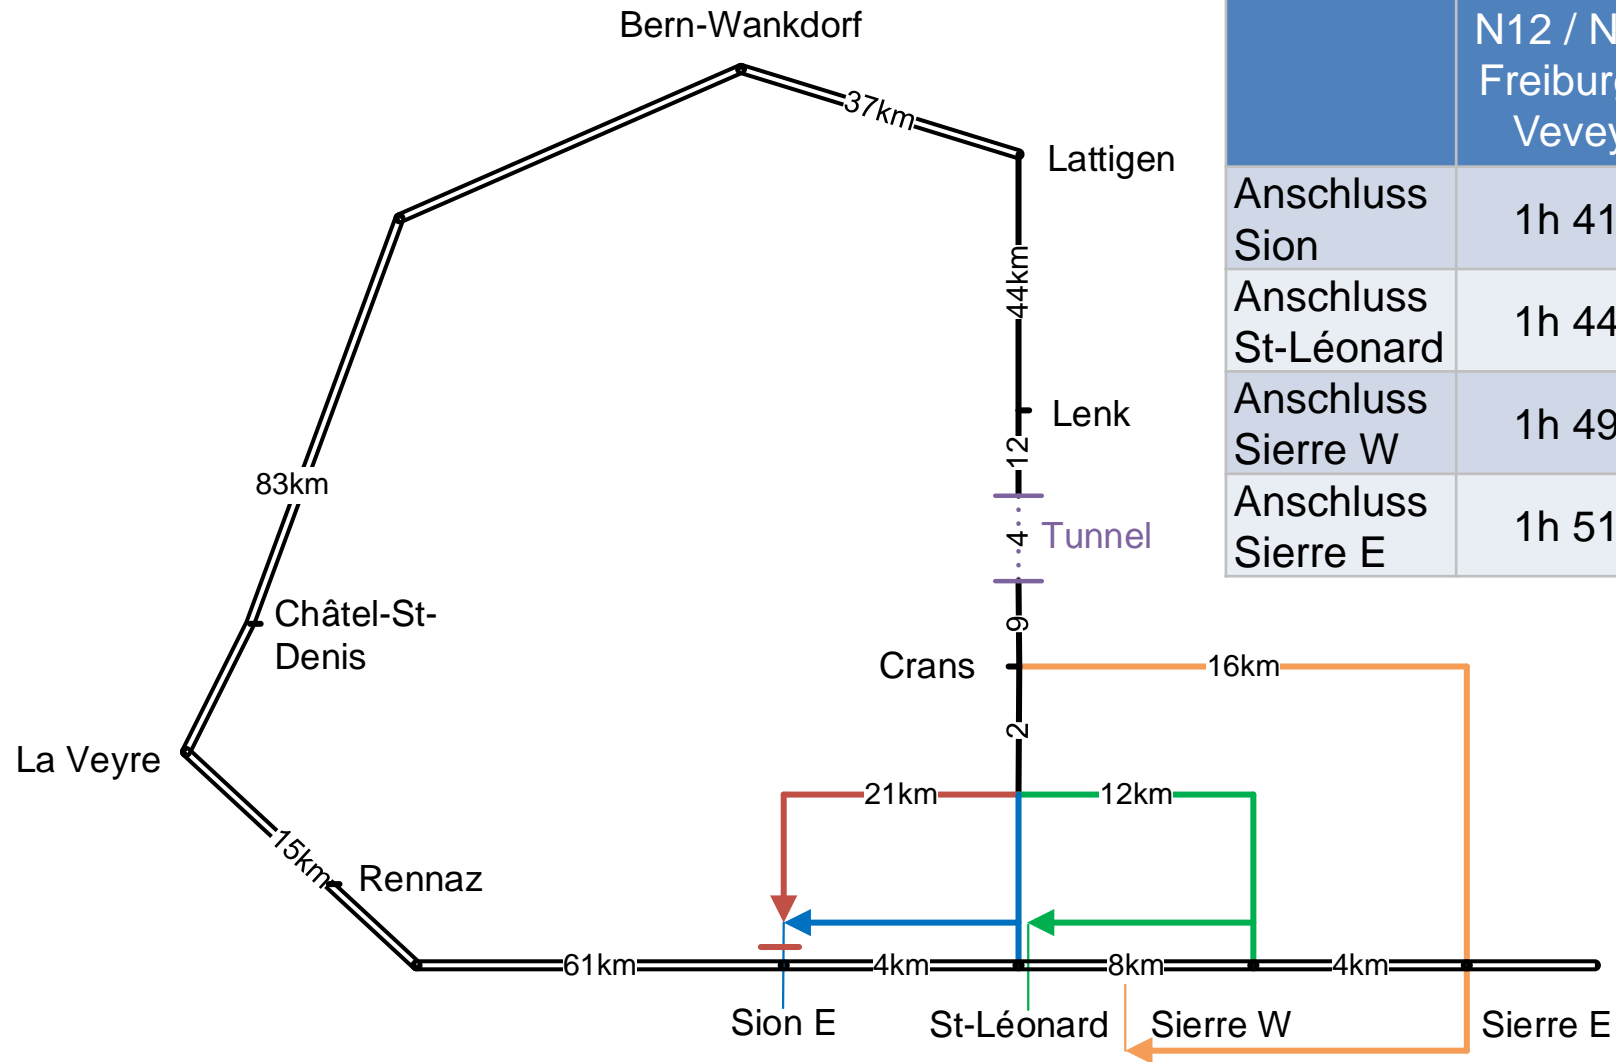 Bern-Wankdorf
37km
Lattigen
44km
Lenk
12
4
Tunnel
9
Crans
16km
2
21km
12km
83km
Châtel-St-
Denis
La Veyre
15km
Rennaz
61km
4km
8km
4km
Sion E
St-Léonard
Sierre W
Sierre E
N12 / N
Freiburg
Vevey
Anschluss
Sion
1h 41
Anschluss
St-Léonard
1h 44
Anschluss
Sierre W
1h 49
Anschluss
Sierre E
1h 51